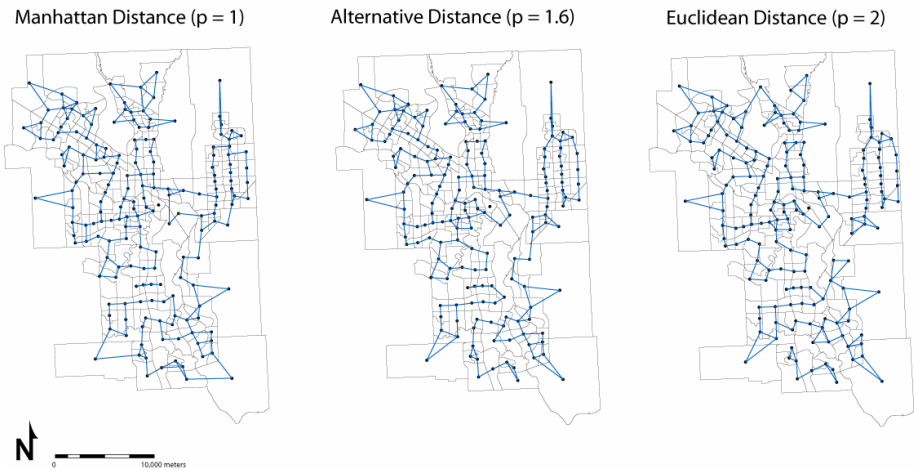 Manhattan Distance (p = 1)
Alternative Distance (p = 1.6)
Euclidean Distance (p = 2)
N
0 10,000 meters